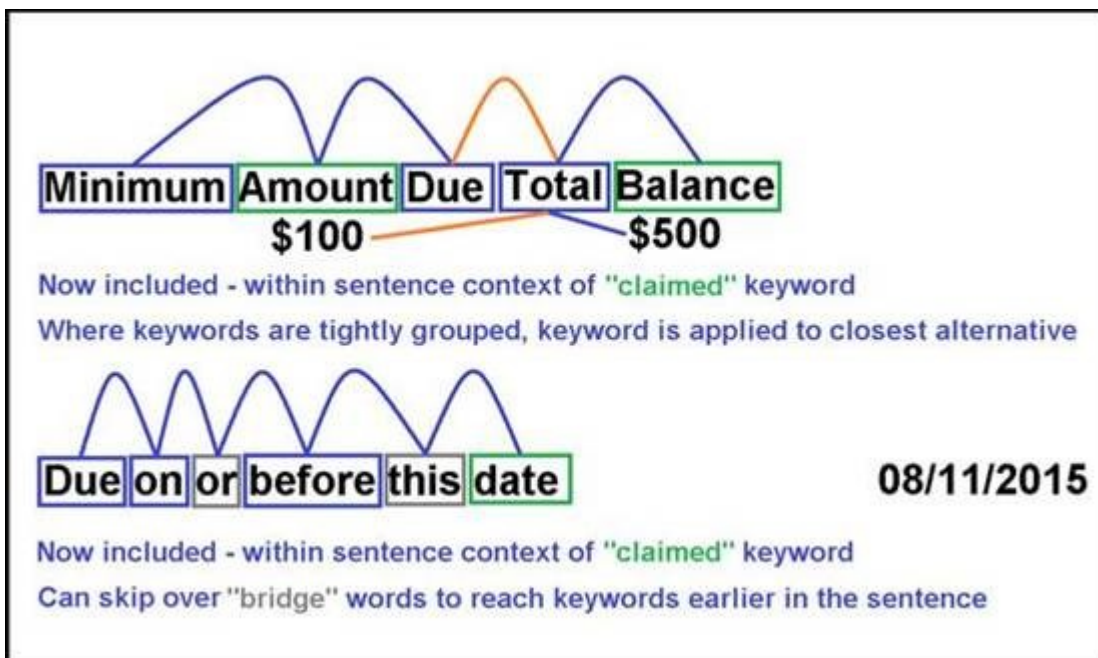 Minimum Amount Due Total Balance
$100 $500
Now included - within sentence context of "claimed" keyword
Where keywords are tightly grouped, keyword is applied to closest alternative
Due on or before this date 08/11/2015
Now included - within sentence context of "claimed" keyword
Can skip over "bridge" words to reach keywords earlier in the sentence